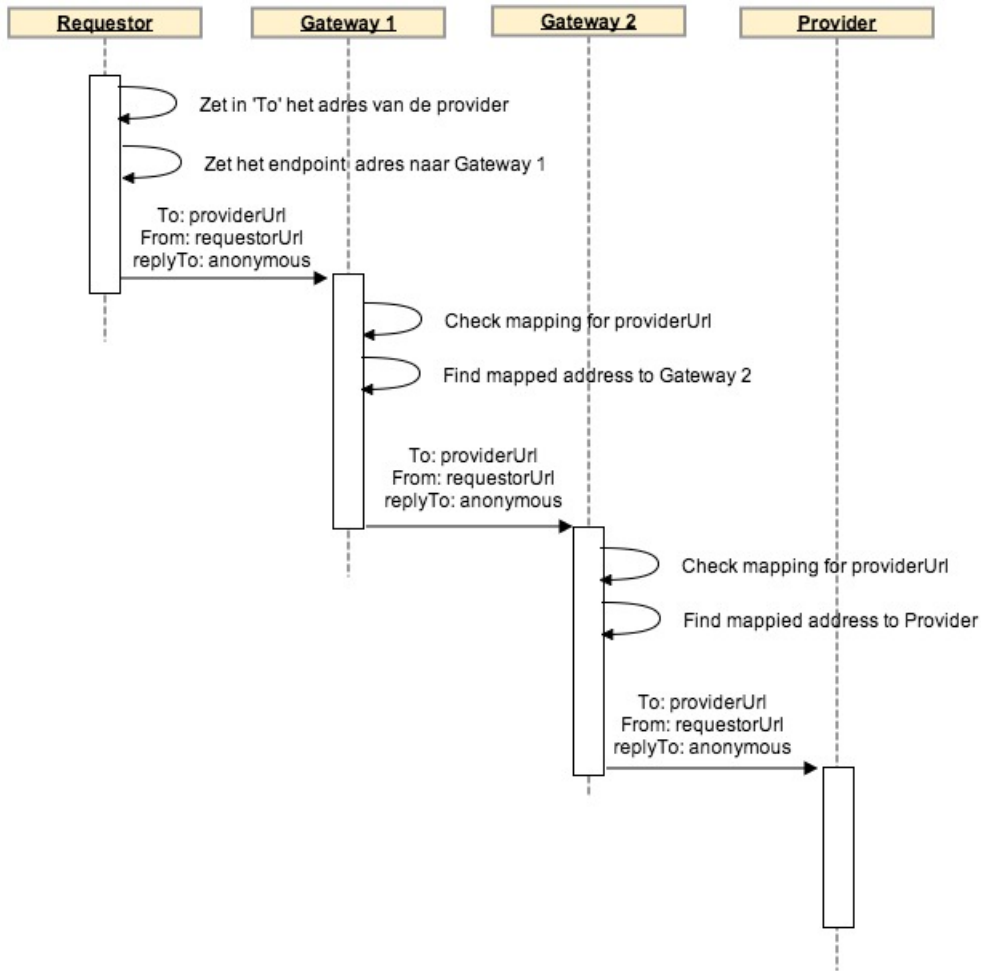 Requestor
Gateway 1
Gateway 2
Provider
Zet in 'To' het adres van de provider
Zet het endpoint adres naar Gateway 1
To: providerUrl
From: requestorUrl
replyTo: anonymous
Check mapping for providerUrl
Find mapped address to Gateway 2
To: providerUrl
From: requestorUrl
replyTo: anonymous
Check mapping for providerUrl
Find mappied address to Provider
To: providerUrl
From: requestorUrl
replyTo: anonymous